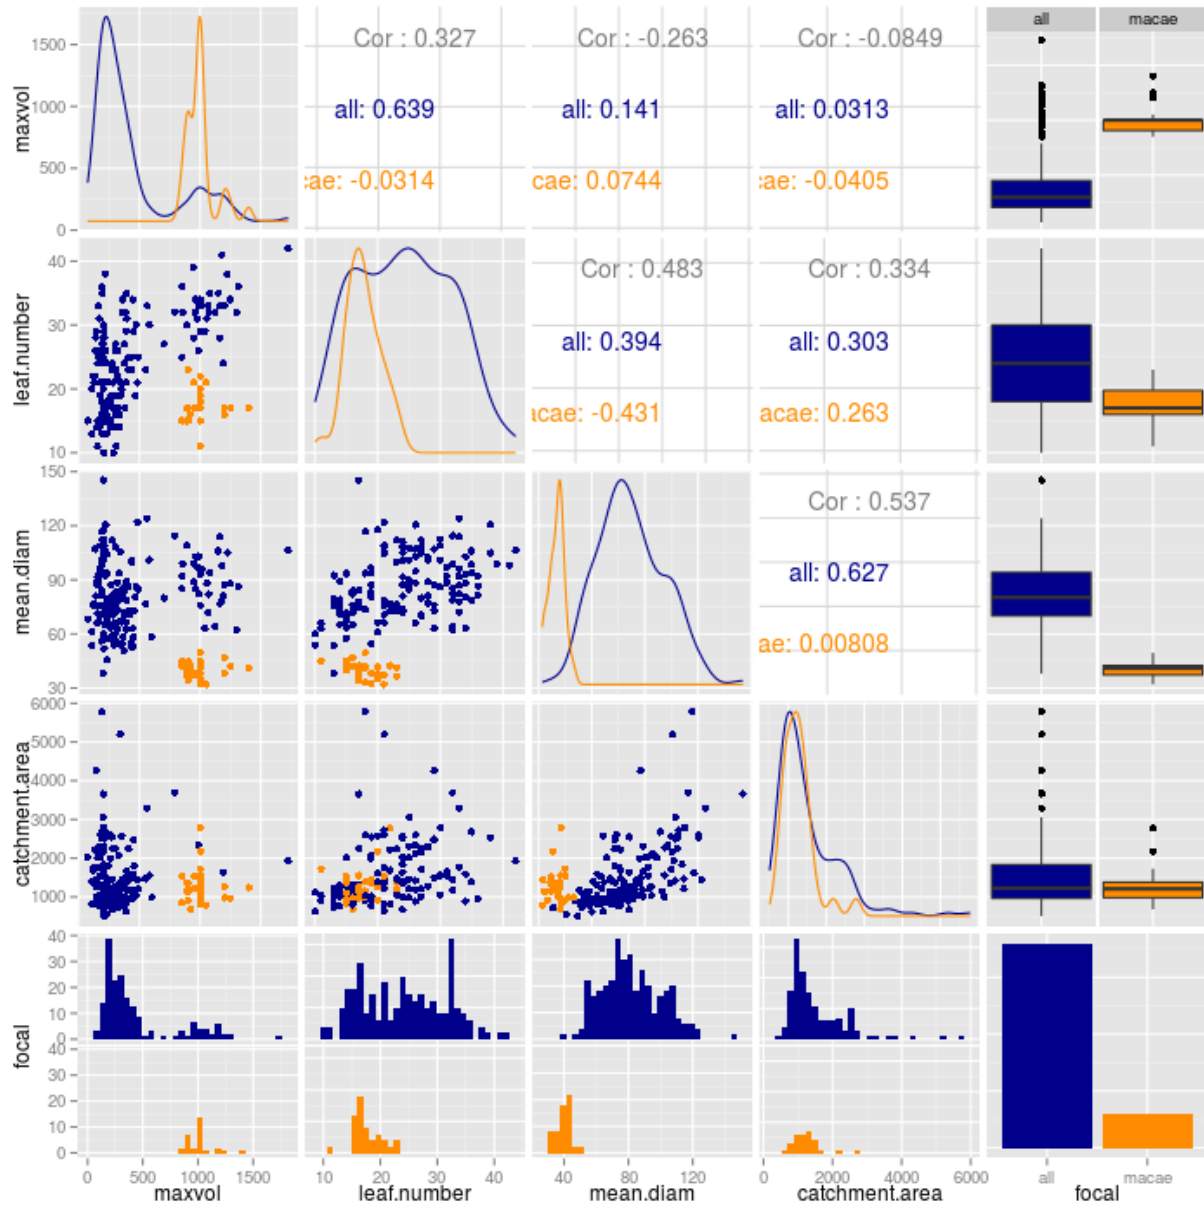 all macae
maxvol
1500
1000
500
0
Cor : 0.327
all: 0.639
cae: -0.0314
Cor : -0.263
all: 0.141
cae: 0.0744
Cor : -0.0849
all: 0.0313
cae: -0.0405
leaf.number
40
30
20
10
Cor : 0.483
all: 0.394
acae: -0.431
Cor : 0.334
all: 0.303
acae: 0.263
mean.diam
150
120
90
60
30
Cor : 0.537
all: 0.627
ae: 0.00808
catchment.area
6000
5000
4000
3000
2000
1000
focal
40
30
20
10
0
40
30
20
10
0
0 500 1000 1500
10 20 30 40
40 80 120
0 2000 4000 6000
all macae
maxvol leaf.number mean.diam catchment.area focal